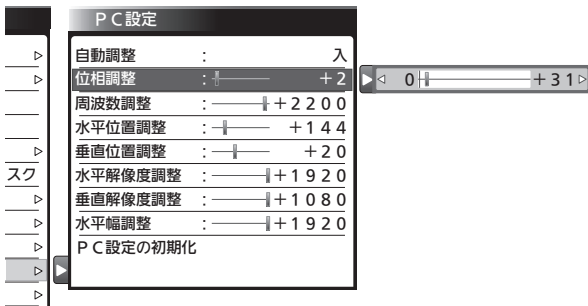 PC設定
自動調整 : 入
位相調整 : +2
0 +31
周波数調整 : +2200
水平位置調整 : +144
垂直位置調整 : +20
スク
水平解像度調整 : +1920
垂直解像度調整 : +1080
水平幅調整 : +1920
PC設定の初期化